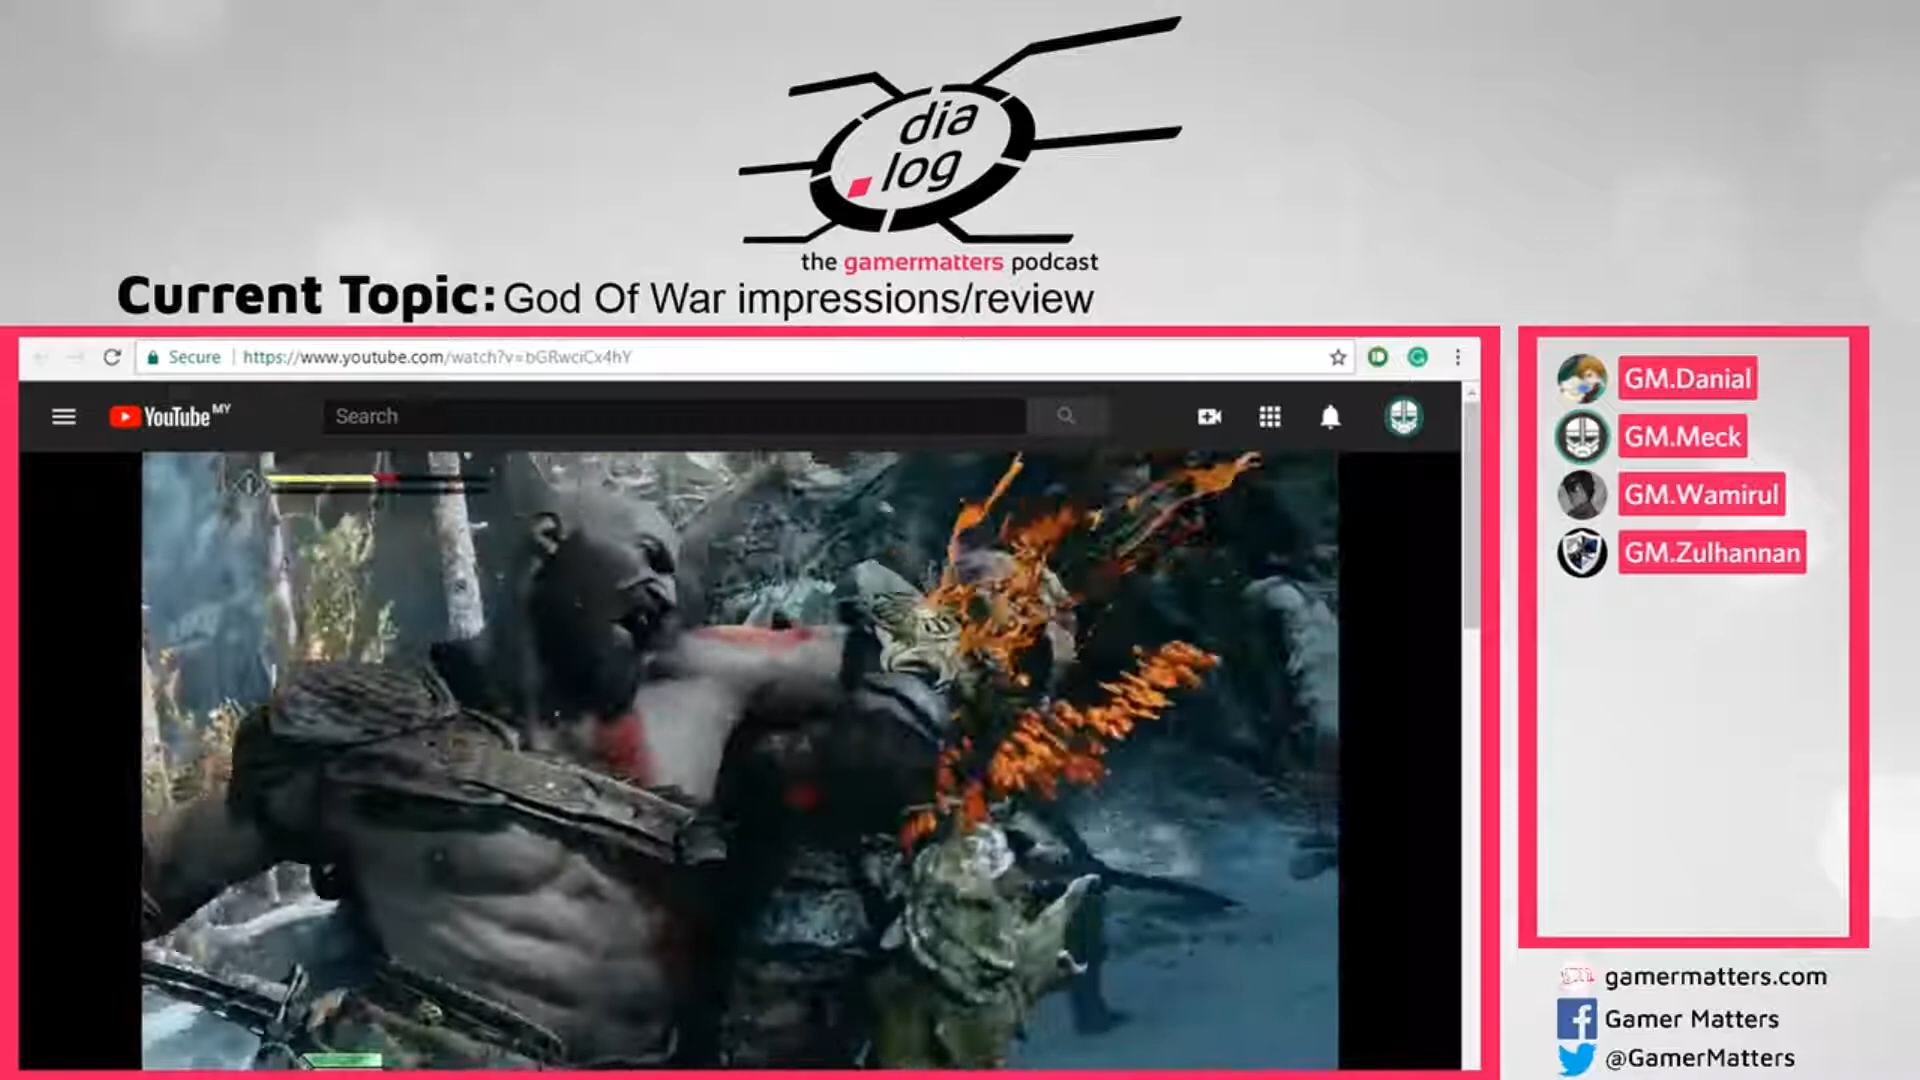 dia
.log
the gamermatters podcast
Current Topic: God Of War impressions/review
Secure | https://www.youtube.com/watch?v=bGRwciCx4hY
YouTube MY
Search
GM.Danial
GM.Meck
GM.Wamirul
GM.Zulhannan
gamermatters.com
Gamer Matters
@GamerMatters